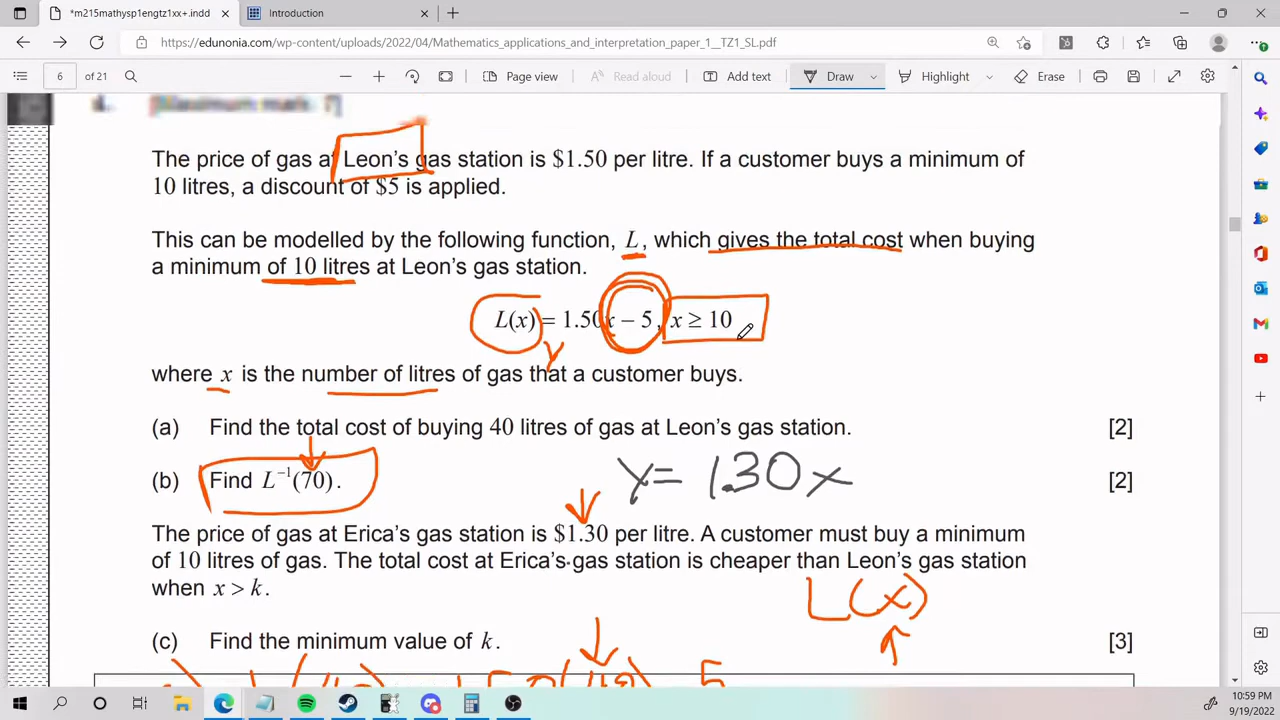 *m215mathysp1engtz1xx+.indd
Introduction
https://edunonia.com/wp-content/uploads/2022/04/Mathematics_applications_and_interpretation_paper_1__TZ1_SL.pdf
6 of 21
Page view
Read aloud
Add text
Draw
Highlight
Erase
The price of gas at Leon's gas station is $1.50 per litre. If a customer buys a minimum of
10 litres, a discount of $5 is applied.
This can be modelled by the following function, L, which gives the total cost when buying
a minimum of 10 litres at Leon's gas station.
L(x) = 1.50x − 5, x ≥ 10
y
where x is the number of litres of gas that a customer buys.
(a) Find the total cost of buying 40 litres of gas at Leon's gas station. [2]
(b) Find L⁻¹(70). [2]
y = 1.30x
The price of gas at Erica's gas station is $1.30 per litre. A customer must buy a minimum
of 10 litres of gas. The total cost at Erica's gas station is cheaper than Leon's gas station
when x > k.
L(x)
(c) Find the minimum value of k. [3]
10:59 PM
9/19/2022